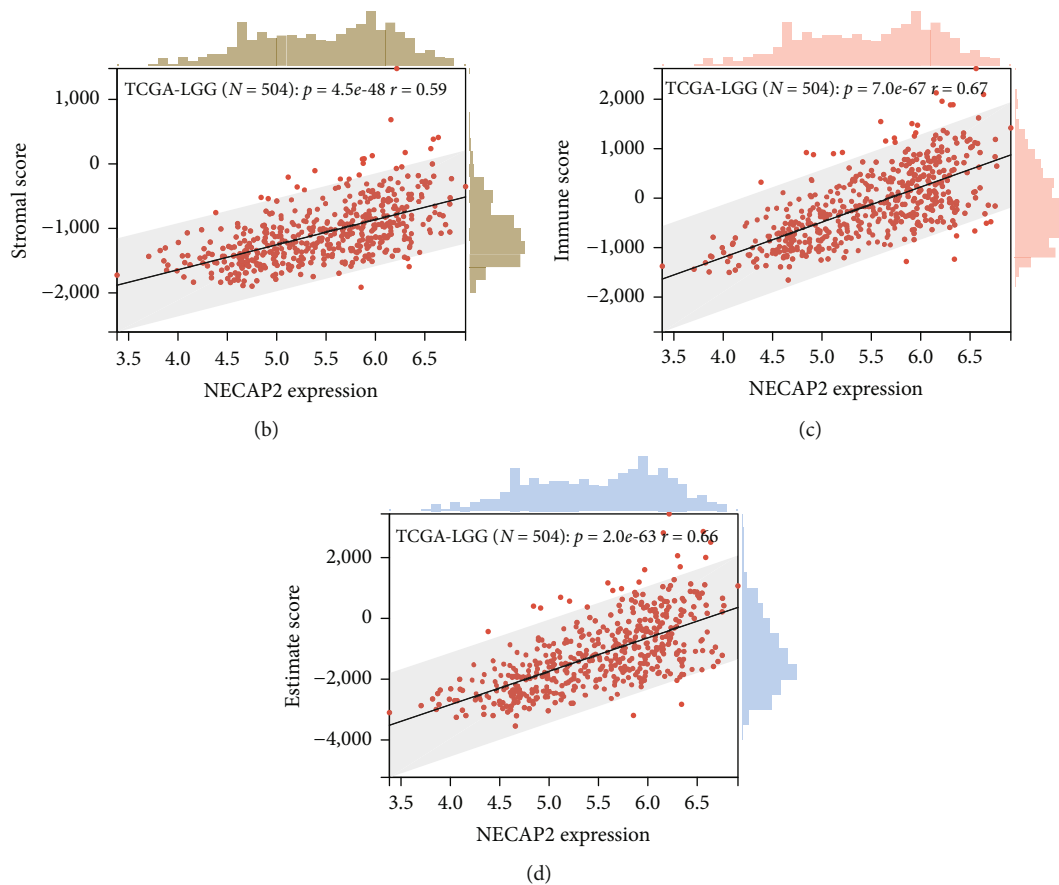 TCGA-LGG (N = 504): p = 4.5e-48 r = 0.59
1,000
0
−1,000
−2,000
Stromal score
3.5 4.0 4.5 5.0 5.5 6.0 6.5
NECAP2 expression
(b)
TCGA-LGG (N = 504): p = 7.0e-67 r = 0.67
2,000
1,000
0
−1,000
−2,000
Immune score
3.5 4.0 4.5 5.0 5.5 6.0 6.5
NECAP2 expression
(c)
TCGA-LGG (N = 504): p = 2.0e-63 r = 0.66
2,000
0
−2,000
−4,000
Estimate score
3.5 4.0 4.5 5.0 5.5 6.0 6.5
NECAP2 expression
(d)